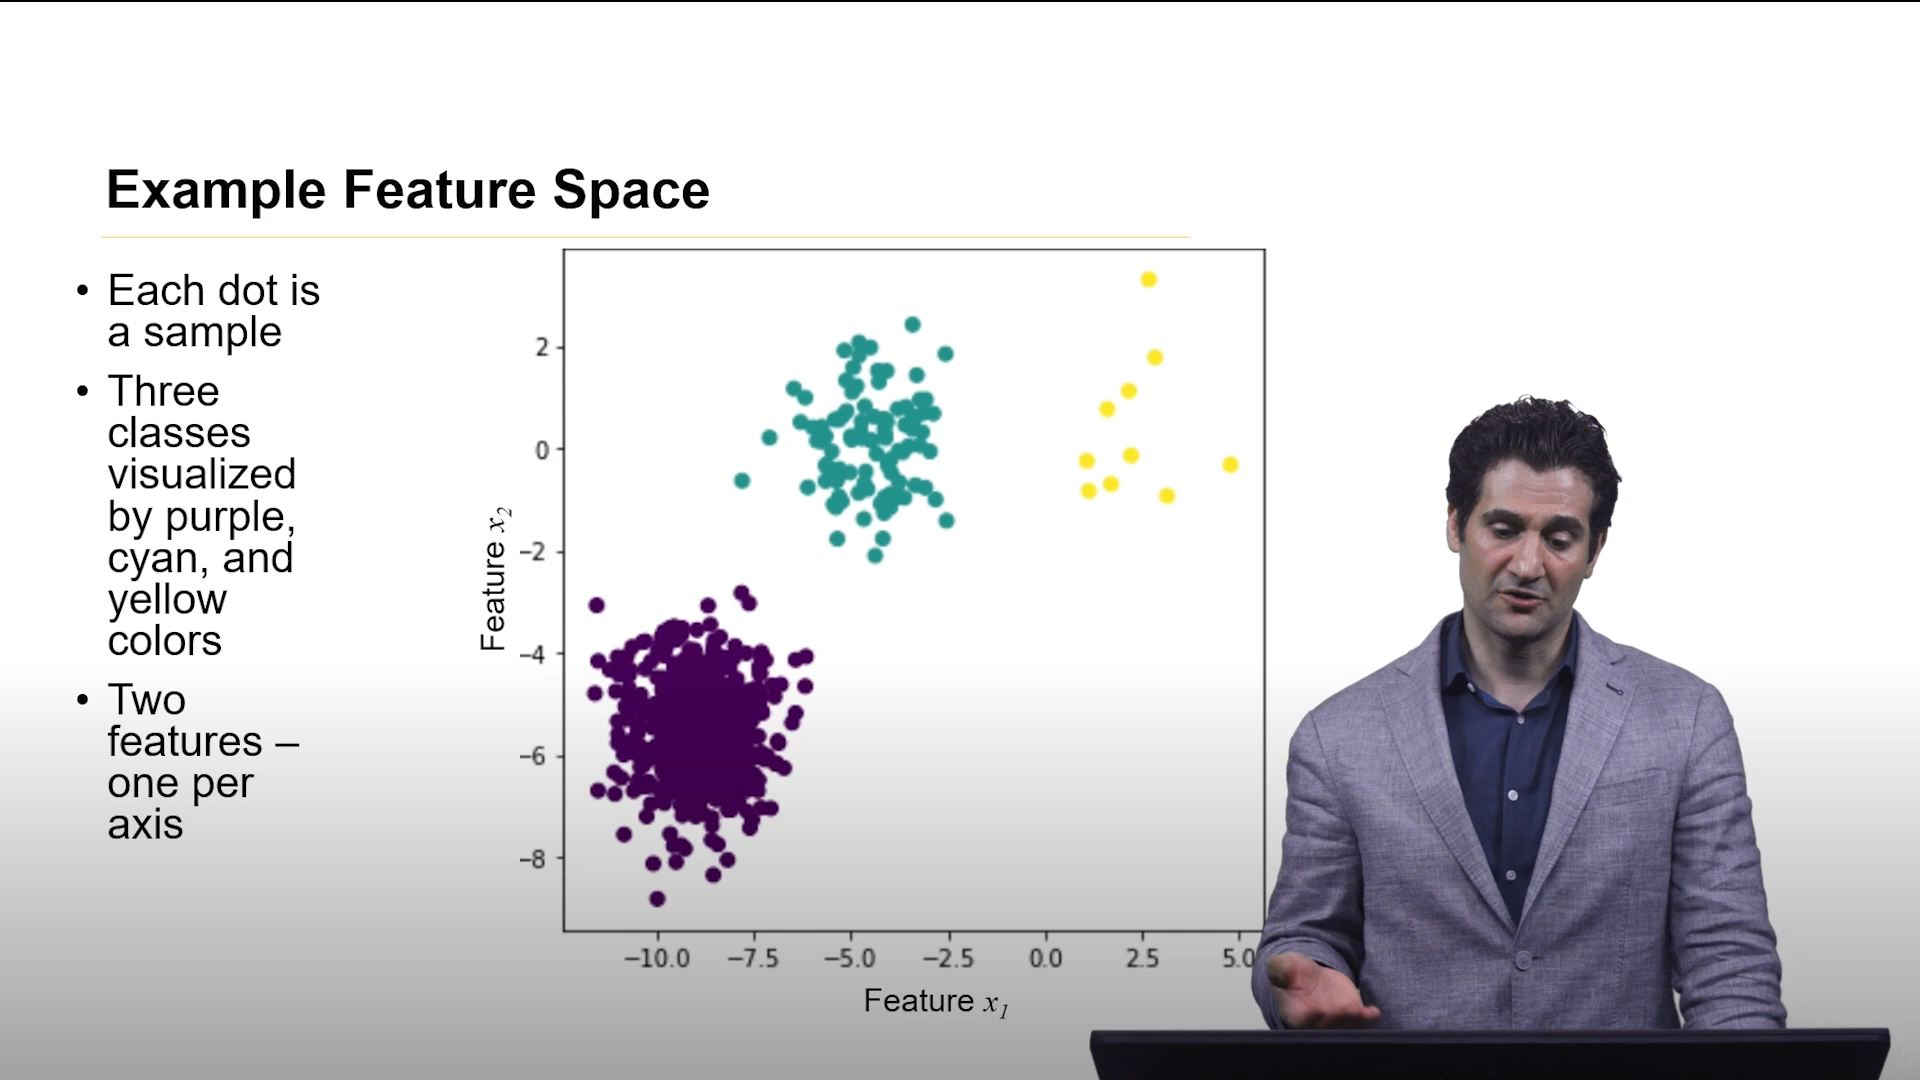 Example Feature Space
• Each dot is
a sample
• Three
classes
visualized
by purple,
cyan, and
yellow
colors
• Two
features –
one per
axis
Feature x₂
2
0
−2
−4
−6
−8
−10.0 −7.5 −5.0 −2.5 0.0 2.5 5.0
Feature x₁